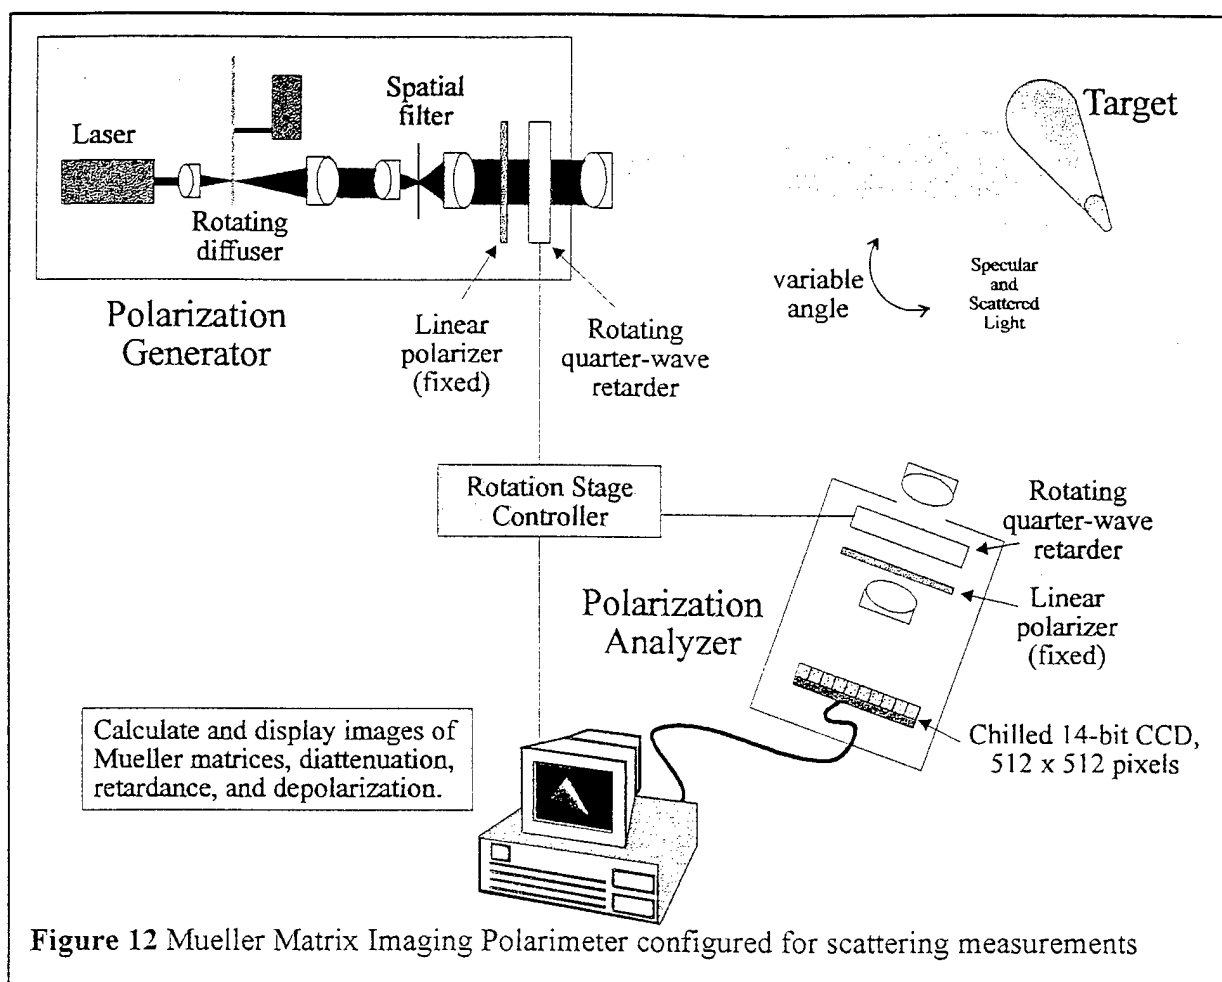 Laser
Rotating
diffuser
Spatial
filter
Target
Polarization
Generator
Linear
polarizer
(fixed)
Rotating
quarter-wave
retarder
variable
angle
Specular
and
Scattered
Light
Rotation Stage
Controller
Rotating
quarter-wave
retarder
Polarization
Analyzer
Linear
polarizer
(fixed)
Calculate and display images of
Mueller matrices, diattenuation,
retardance, and depolarization.
Chilled 14-bit CCD,
512 x 512 pixels
Figure 12 Mueller Matrix Imaging Polarimeter configured for scattering measurements